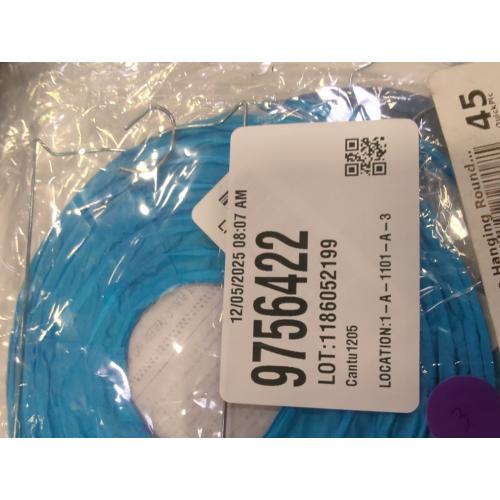 12/05/2025 08:07 AM
9756422
LOT:1186052199
Cantu1205
LOCATION:1-A-1101-A-3
Hanging Round...
45
3